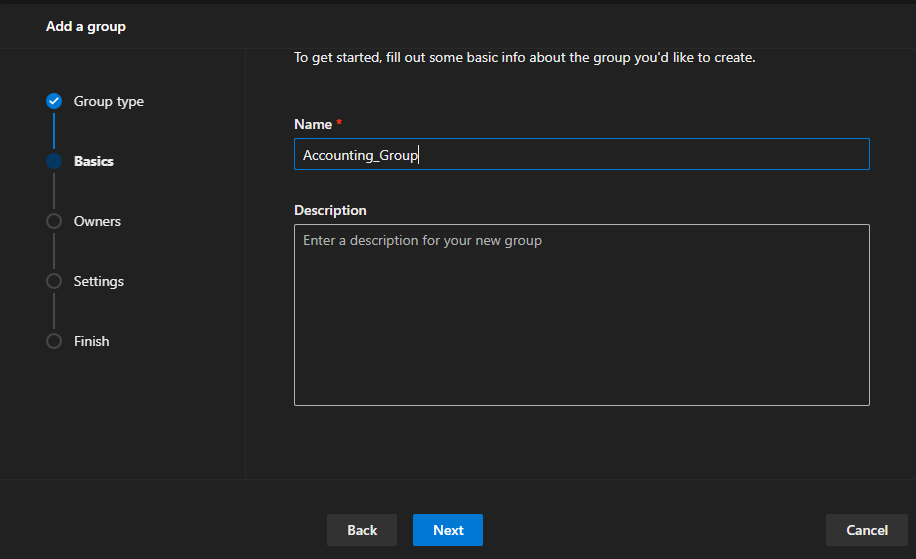 Add a group
Group type
Basics
Owners
Settings
Finish
To get started, fill out some basic info about the group you'd like to create.
Name *
Accounting_Group
Description
Enter a description for your new group
Back
Next
Cancel